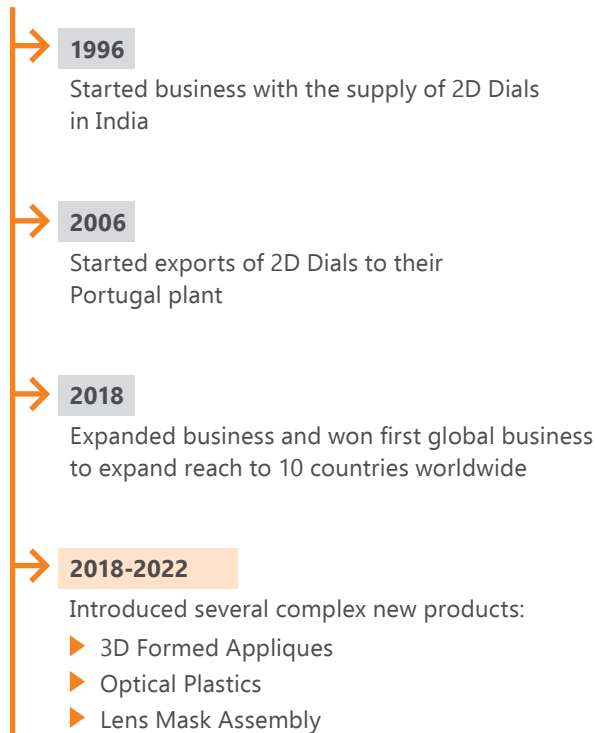 1996
Started business with the supply of 2D Dials
in India
2006
Started exports of 2D Dials to their
Portugal plant
2018
Expanded business and won first global business
to expand reach to 10 countries worldwide
2018-2022
Introduced several complex new products:
3D Formed Appliques
Optical Plastics
Lens Mask Assembly